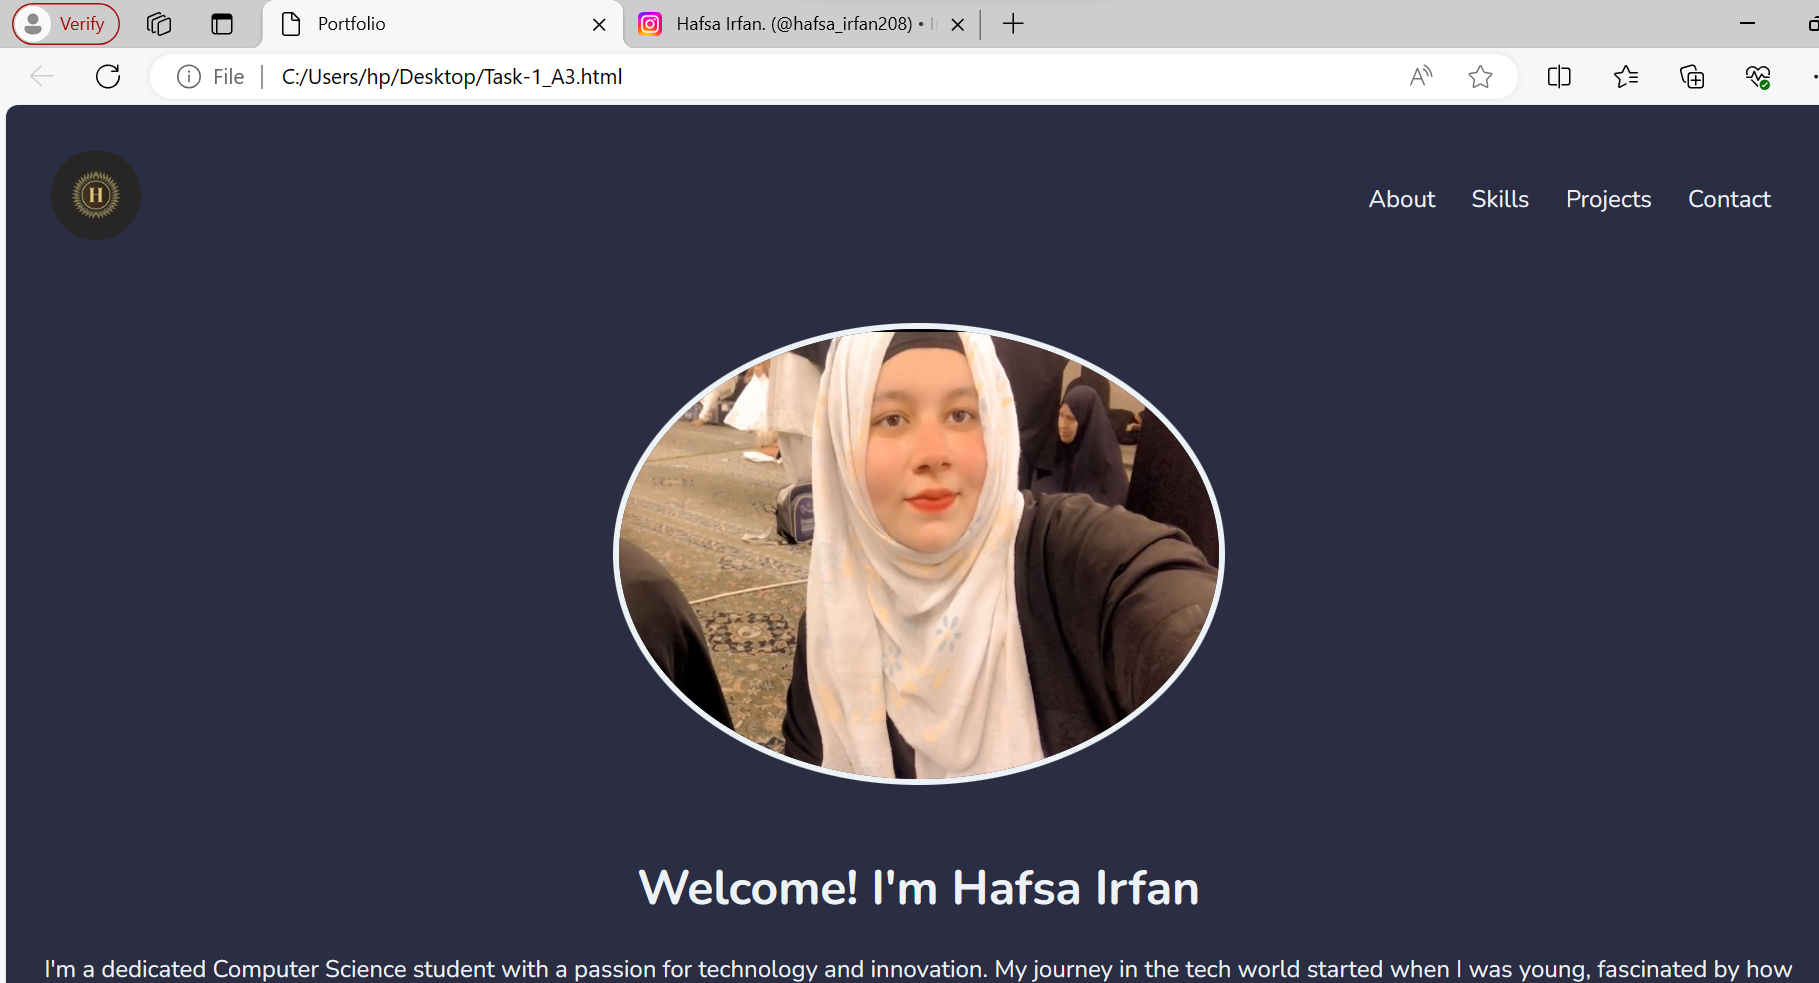 Verify
Portfolio
Hafsa Irfan. (@hafsa_irfan208) •
File
C:/Users/hp/Desktop/Task-1_A3.html
H
About Skills Projects Contact
Welcome! I'm Hafsa Irfan
I'm a dedicated Computer Science student with a passion for technology and innovation. My journey in the tech world started when I was young, fascinated by how